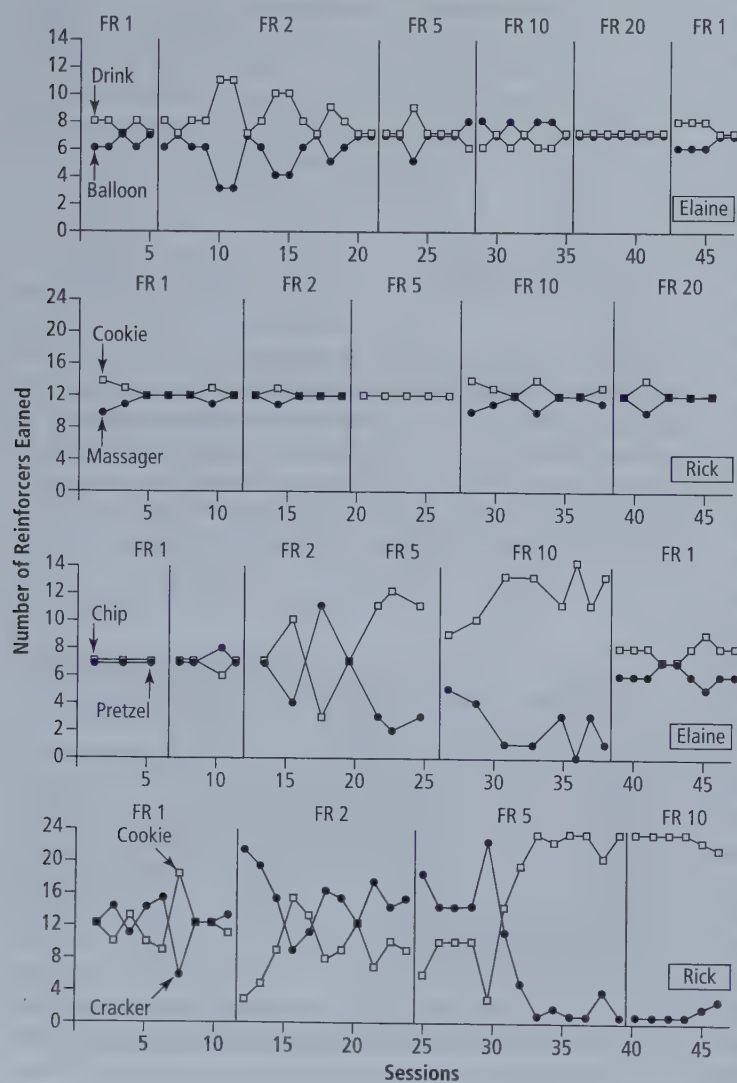 FR 1 FR 2 FR 5 FR 10 FR 20 FR 1
14
12
10
8
6
4
2
0
Drink
Balloon
Elaine
5 10 15 20 25 30 35 40 45
FR 1 FR 2 FR 5 FR 10 FR 20
24
20
16
12
8
4
0
Cookie
Massager
Rick
5 10 15 20 25 30 35 40 45
Number of Reinforcers Earned
FR 1 FR 2 FR 5 FR 10 FR 1
14
12
10
8
6
4
2
0
Chip
Pretzel
Elaine
5 10 15 20 25 30 35 40 45
FR 1 FR 2 FR 5 FR 10
24
20
16
12
8
4
0
Cookie
Cracker
Rick
5 10 15 20 25 30 35 40 45
Sessions